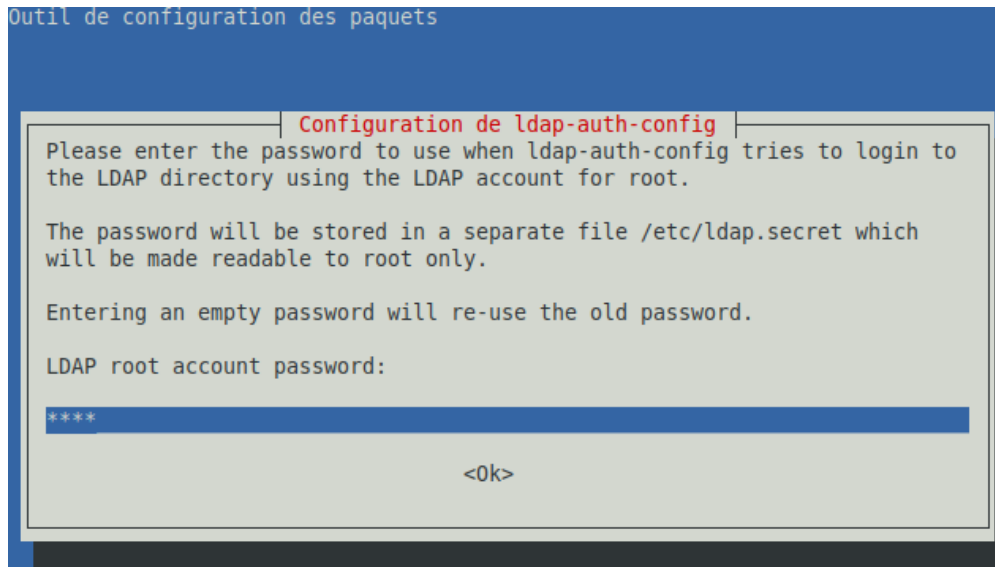 Outil de configuration des paquets
Configuration de ldap-auth-config
Please enter the password to use when ldap-auth-config tries to login to
the LDAP directory using the LDAP account for root.
The password will be stored in a separate file /etc/ldap.secret which
will be made readable to root only.
Entering an empty password will re-use the old password.
LDAP root account password:
****
<Ok>